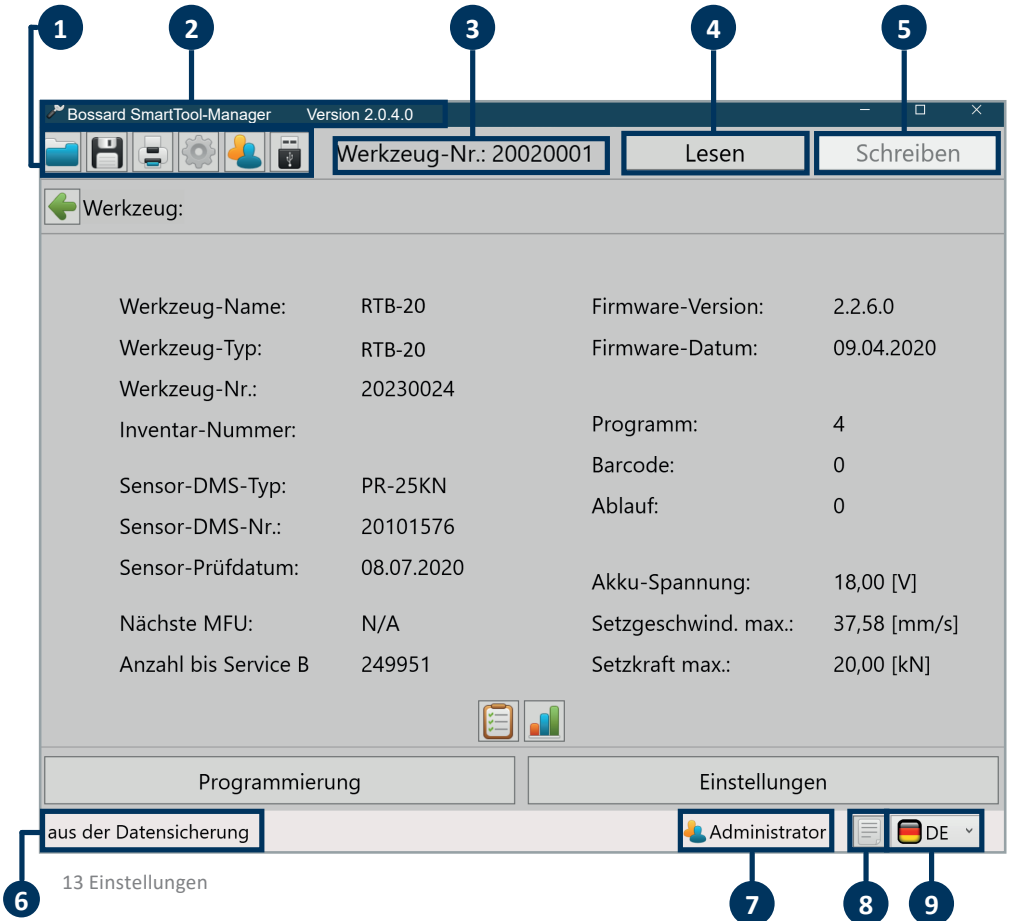 1 2 3 4 5
Bossard SmartTool-Manager Version 2.0.4.0
Werkzeug-Nr.: 20020001 Lesen Schreiben
Werkzeug:
Werkzeug-Name: RTB-20 Firmware-Version: 2.2.6.0
Werkzeug-Typ: RTB-20 Firmware-Datum: 09.04.2020
Werkzeug-Nr.: 20230024
Inventar-Nummer: Programm: 4
Barcode: 0
Sensor-DMS-Typ: PR-25KN
Ablauf: 0
Sensor-DMS-Nr.: 20101576
Sensor-Prüfdatum: 08.07.2020
Akku-Spannung: 18,00 [V]
Nächste MFU: N/A Setzgeschwind. max.: 37,58 [mm/s]
Anzahl bis Service B 249951 Setzkraft max.: 20,00 [kN]
Programmierung Einstellungen
aus der Datensicherung Administrator DE
13 Einstellungen
6 7 8 9